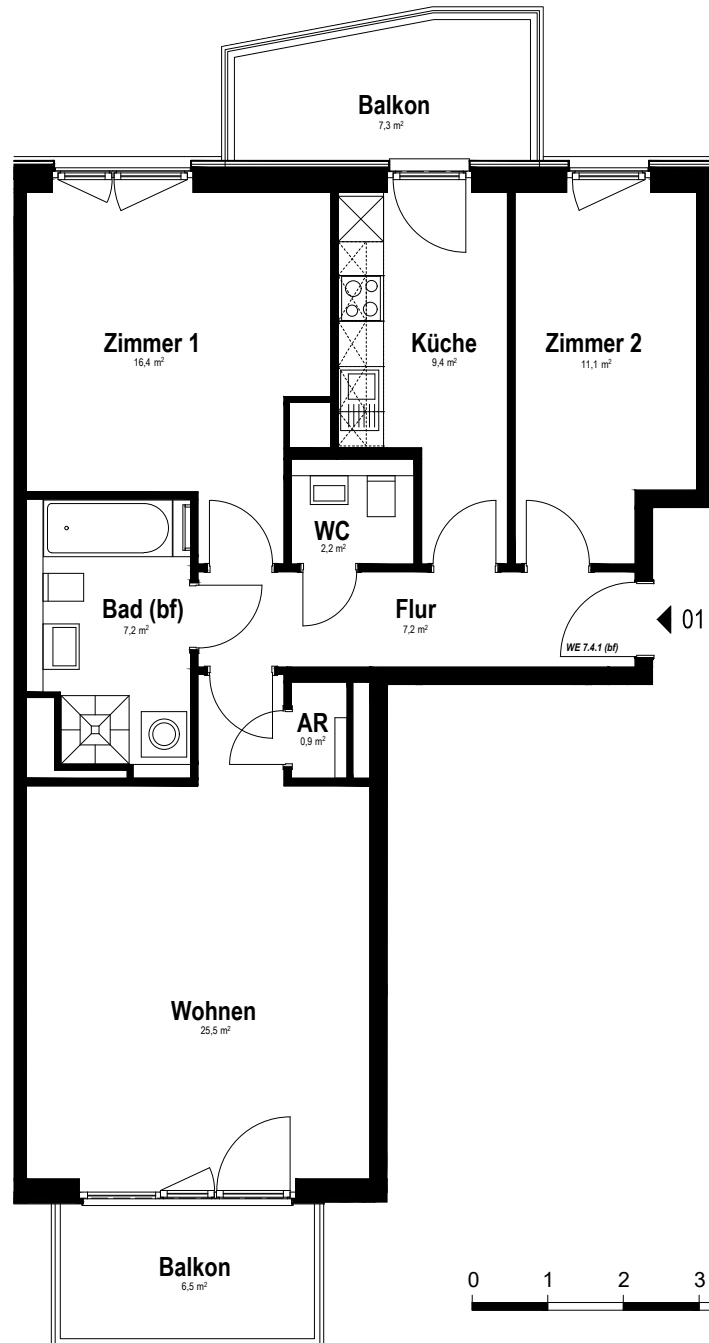 Balkon
7,3 m²
Zimmer 1
16,4 m²
Küche
9,4 m²
Zimmer 2
11,1 m²
WC
2,2 m²
Bad (bf)
7,2 m²
Flur
7,2 m²
WE 7.4.1 (bf)
01
AR
0,9 m²
Wohnen
25,5 m²
Balkon
6,5 m²
0 1 2 3